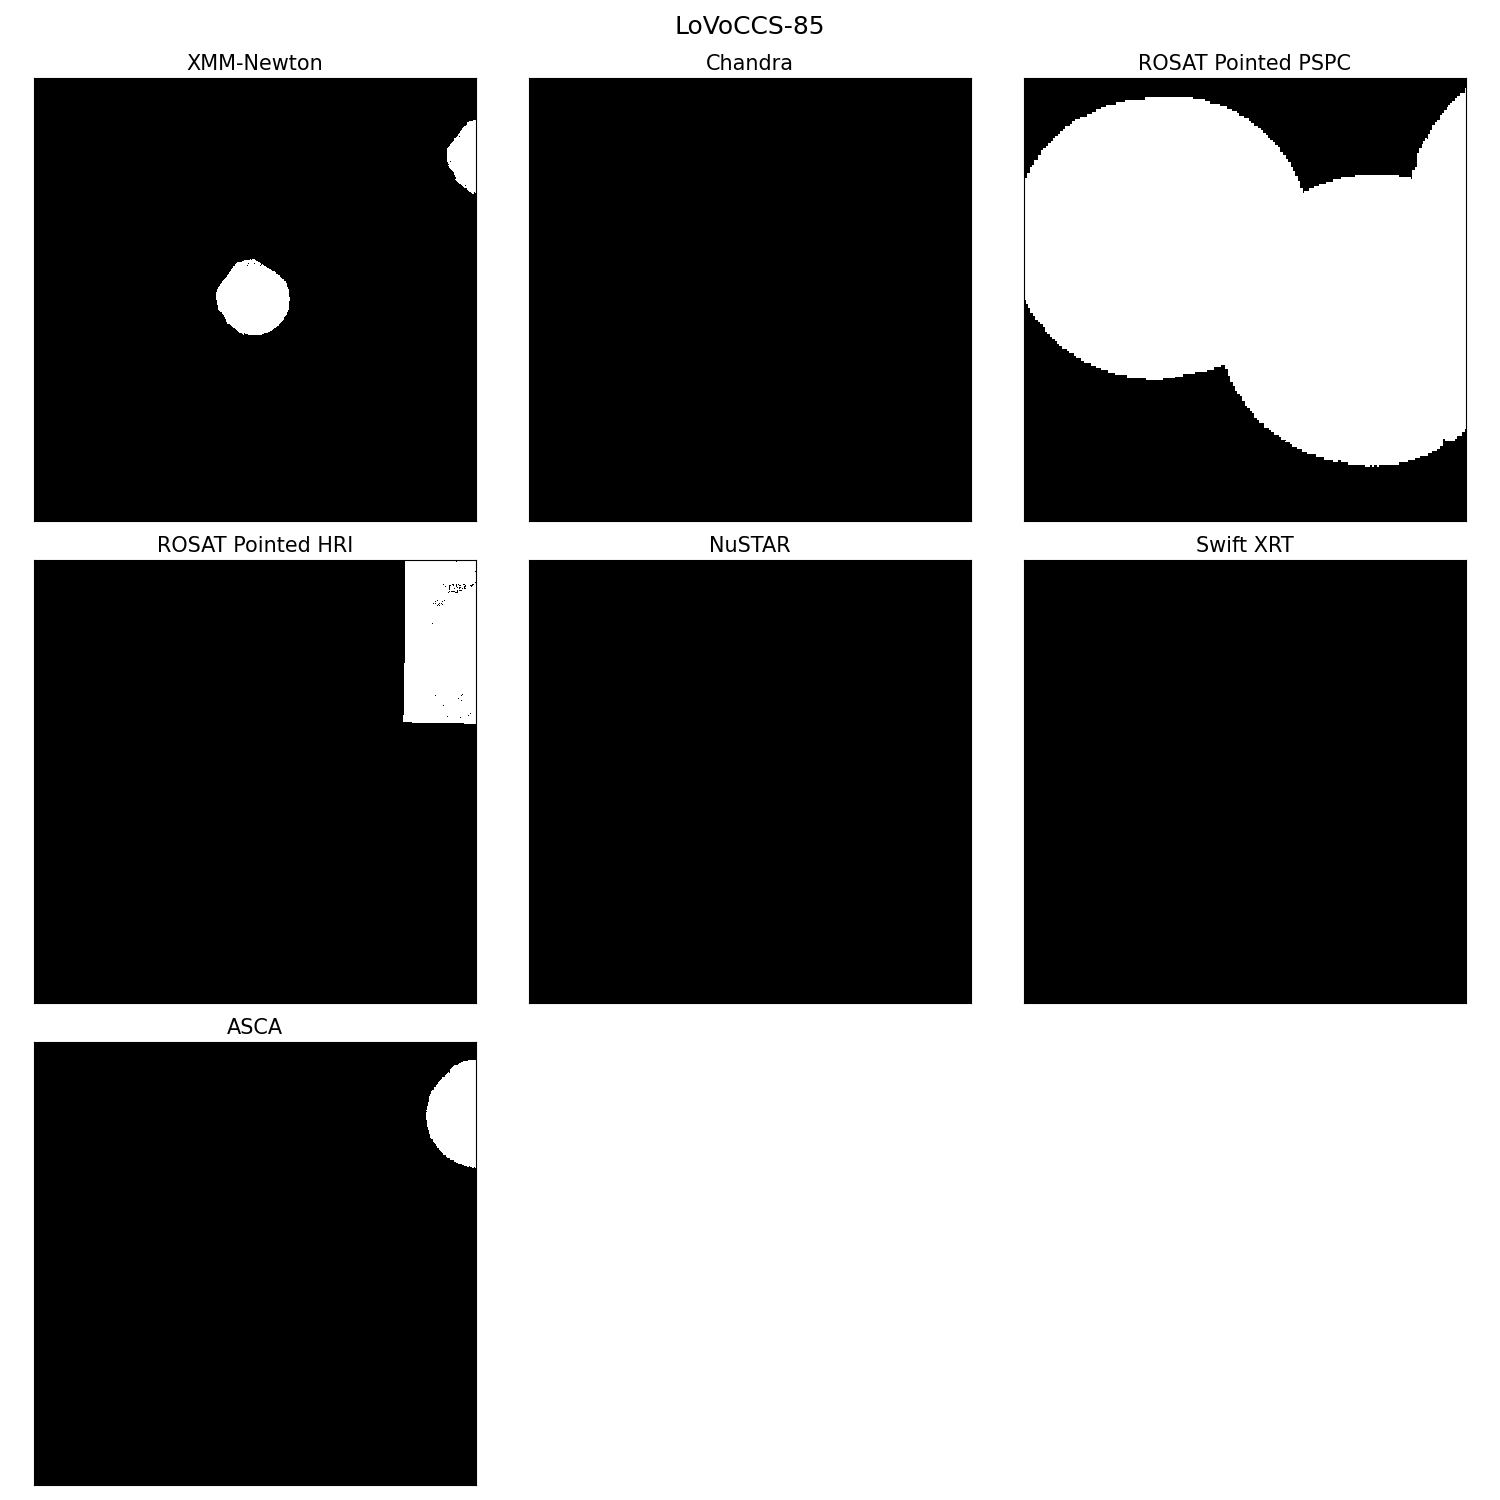 LoVoCCS-85
XMM-Newton
Chandra
ROSAT Pointed PSPC
ROSAT Pointed HRI
NuSTAR
Swift XRT
ASCA